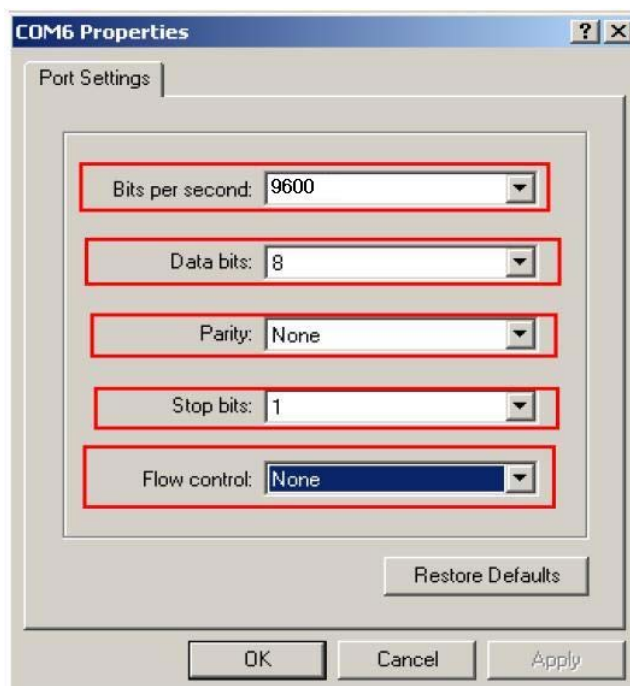 COM6 Properties
Port Settings
Bits per second: 9600
Data bits: 8
Parity: None
Stop bits: 1
Flow control: None
Restore Defaults
OK Cancel Apply